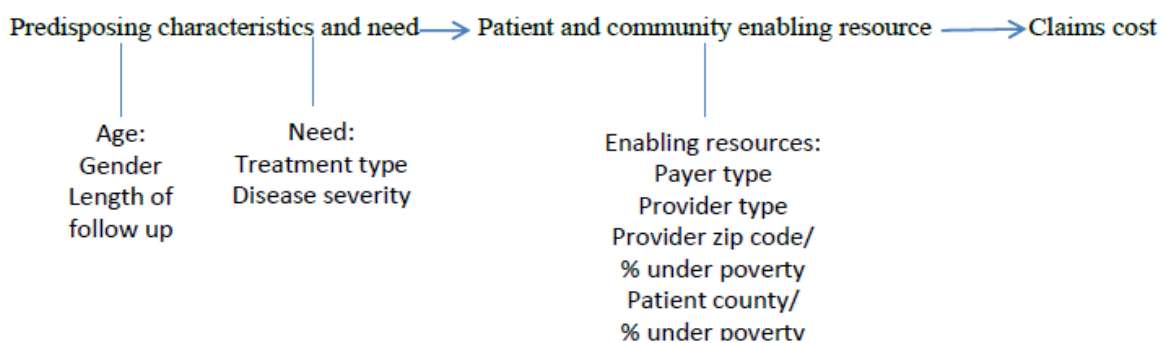 Predisposing characteristics and need Patient and community enabling resource Claims cost
Age:
Gender
Length of
follow up
Need:
Treatment type
Disease severity
Enabling resources:
Payer type
Provider type
Provider zip code/
% under poverty
Patient county/
% under poverty